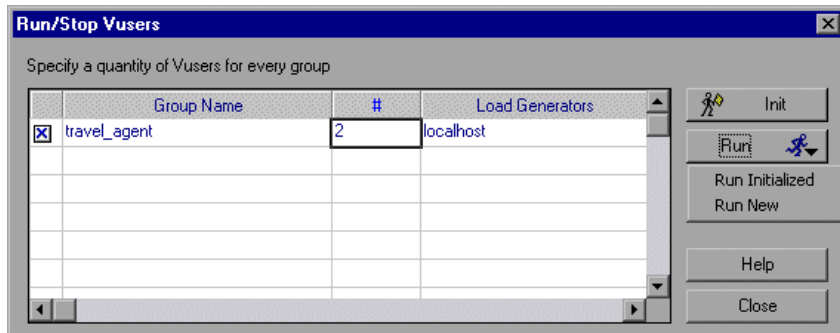 Run/Stop Vusers
Specify a quantity of Vusers for every group
Group Name # Load Generators
travel_agent 2 localhost
Init
Run
Run Initialized
Run New
Help
Close